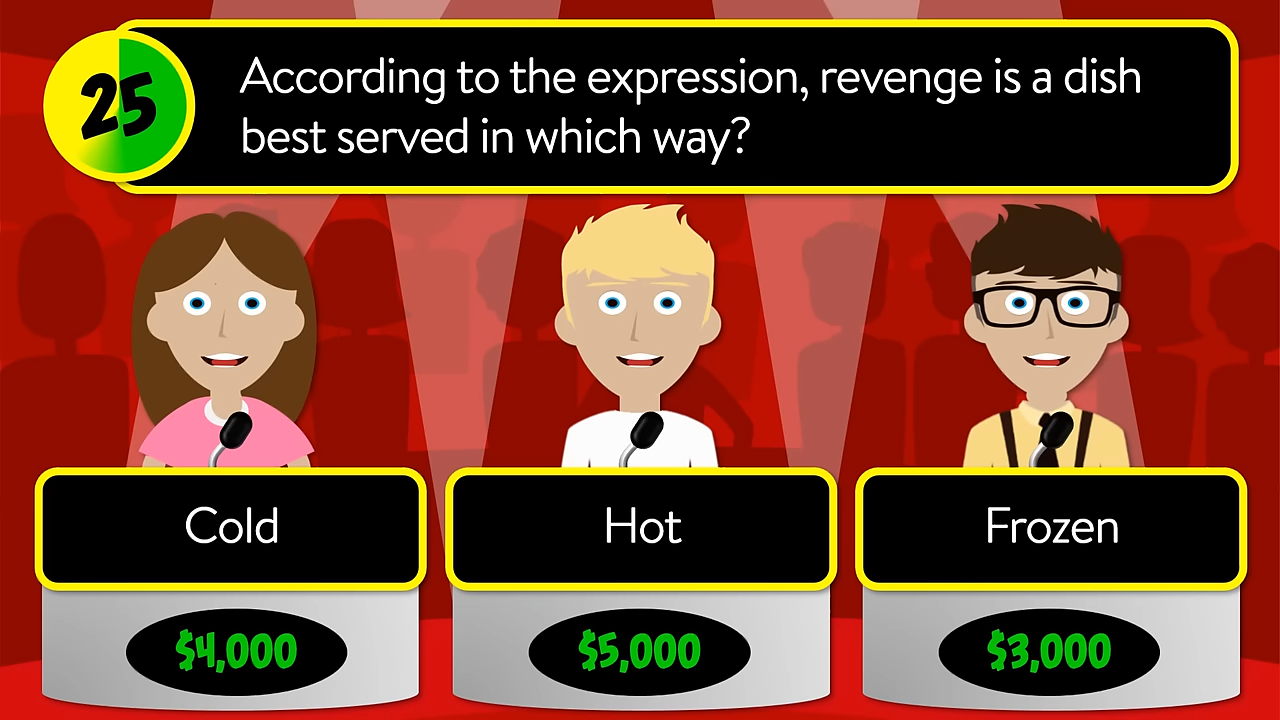 25
According to the expression, revenge is a dish
best served in which way?
Cold
Hot
Frozen
$4,000
$5,000
$3,000